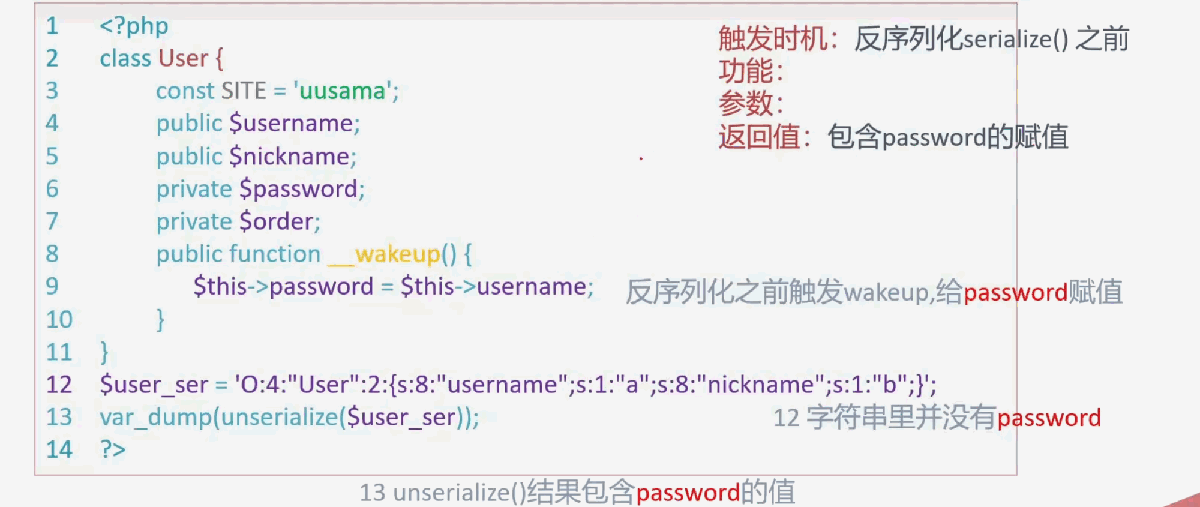 1 <?php
触发时机：反序列化serialize() 之前
2 class User {
功能：
3 const SITE = 'uusama';
参数：
4 public $username;
返回值：包含password的赋值
5 public $nickname;
6 private $password;
7 private $order;
8 public function __wakeup() {
9 $this->password = $this->username; 反序列化之前触发wakeup,给password赋值
10 }
11 }
12 $user_ser = 'O:4:"User":2:{s:8:"username";s:1:"a";s:8:"nickname";s:1:"b";}';
13 var_dump(unserialize($user_ser));
12 字符串里并没有password
14 ?>
13 unserialize()结果包含password的值